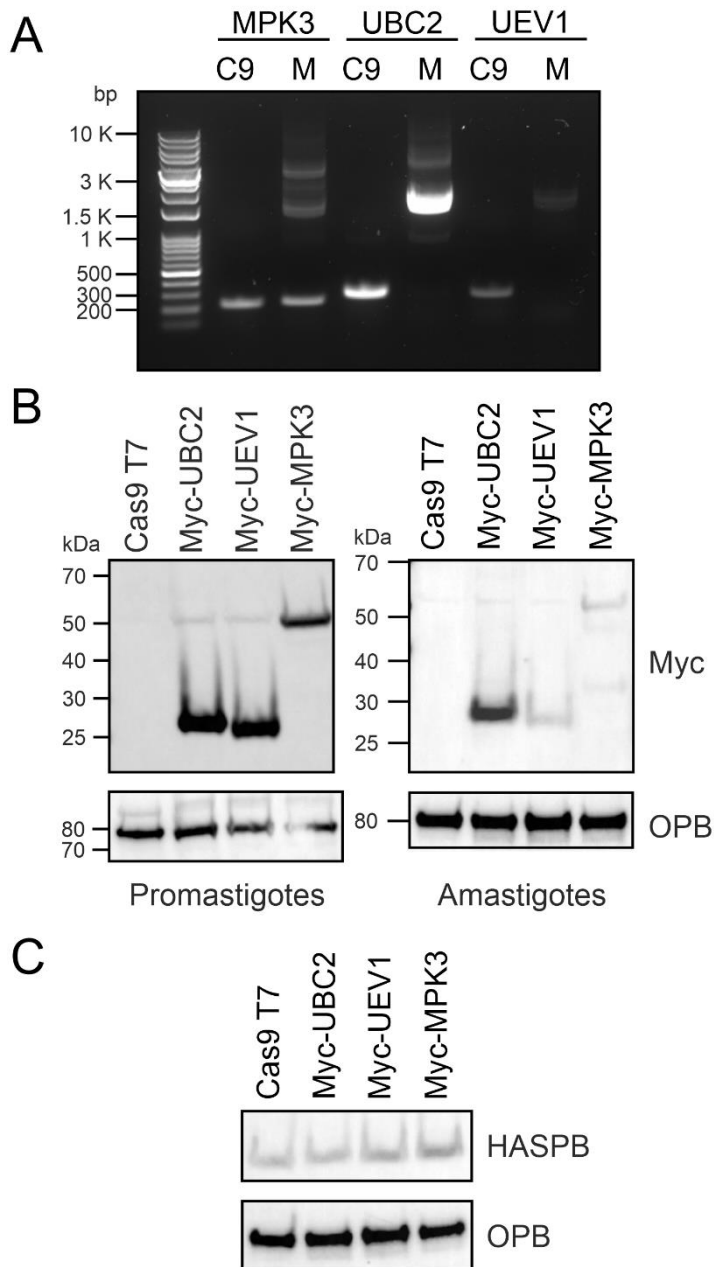 A
MPK3 UBC2 UEV1
C9 M C9 M C9 M
bp
10 K
3 K
1.5 K
1 K
500
300
200
B
Cas9 T7 Myc-UBC2 Myc-UEV1 Myc-MPK3 Cas9 T7 Myc-UBC2 Myc-UEV1 Myc-MPK3
kDa kDa
70 70
50 50
40 40
30 30
25 25
Myc
80 80
70
OPB
Promastigotes Amastigotes
C
Cas9 T7 Myc-UBC2 Myc-UEV1 Myc-MPK3
HASPB
OPB